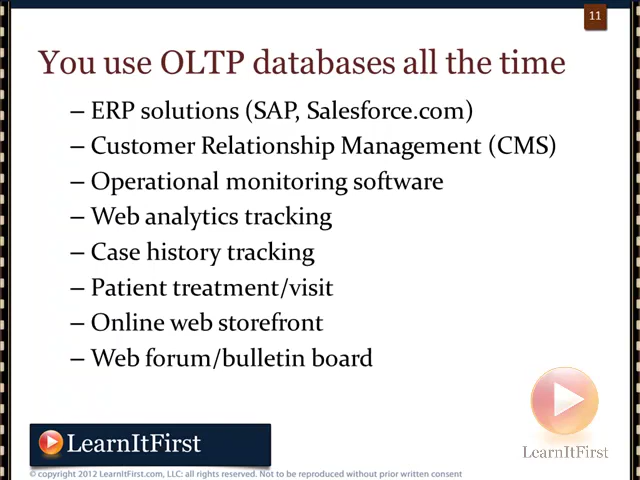 11
You use OLTP databases all the time
– ERP solutions (SAP, Salesforce.com)
– Customer Relationship Management (CMS)
– Operational monitoring software
– Web analytics tracking
– Case history tracking
– Patient treatment/visit
– Online web storefront
– Web forum/bulletin board
LearnItFirst
LearnItFirst
© copyright 2012 LearnItFirst.com, LLC: all rights reserved. Not to be reproduced without prior written consent